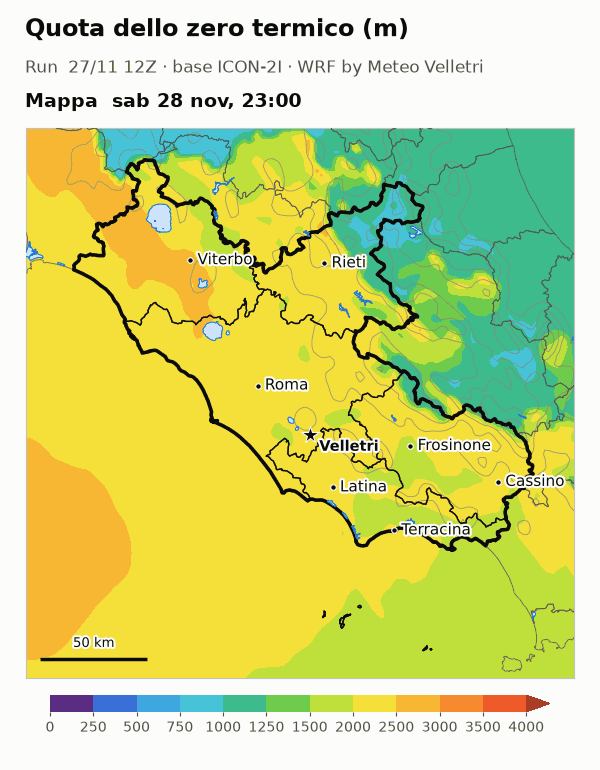 Quota dello zero termico (m)
Run 27/11 12Z · base ICON-2I · WRF by Meteo Velletri
Mappa sab 28 nov, 23:00
Viterbo
Rieti
Roma
Velletri
Frosinone
Cassino
Latina
Terracina
50 km
0 250 500 750 1000 1250 1500 2000 2500 3000 3500 4000